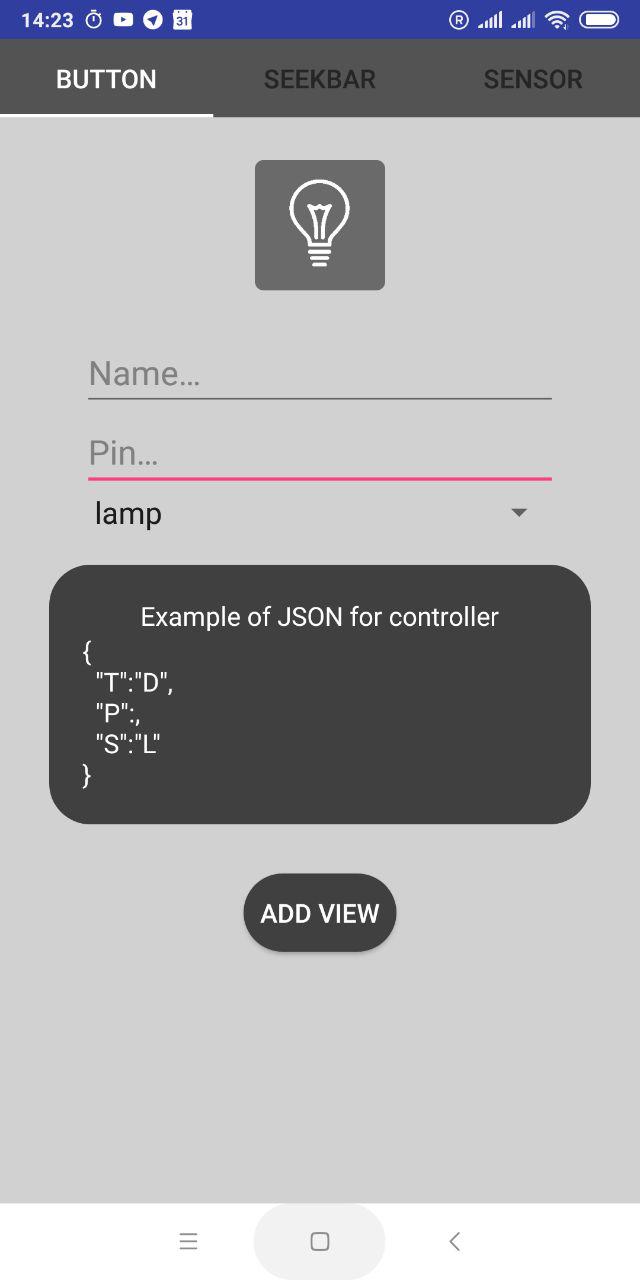 14:23
31
R
BUTTON SEEKBAR SENSOR
Name...
Pin...
lamp
Example of JSON for controller
{
"T":"D",
"P":,
"S":"L"
}
ADD VIEW